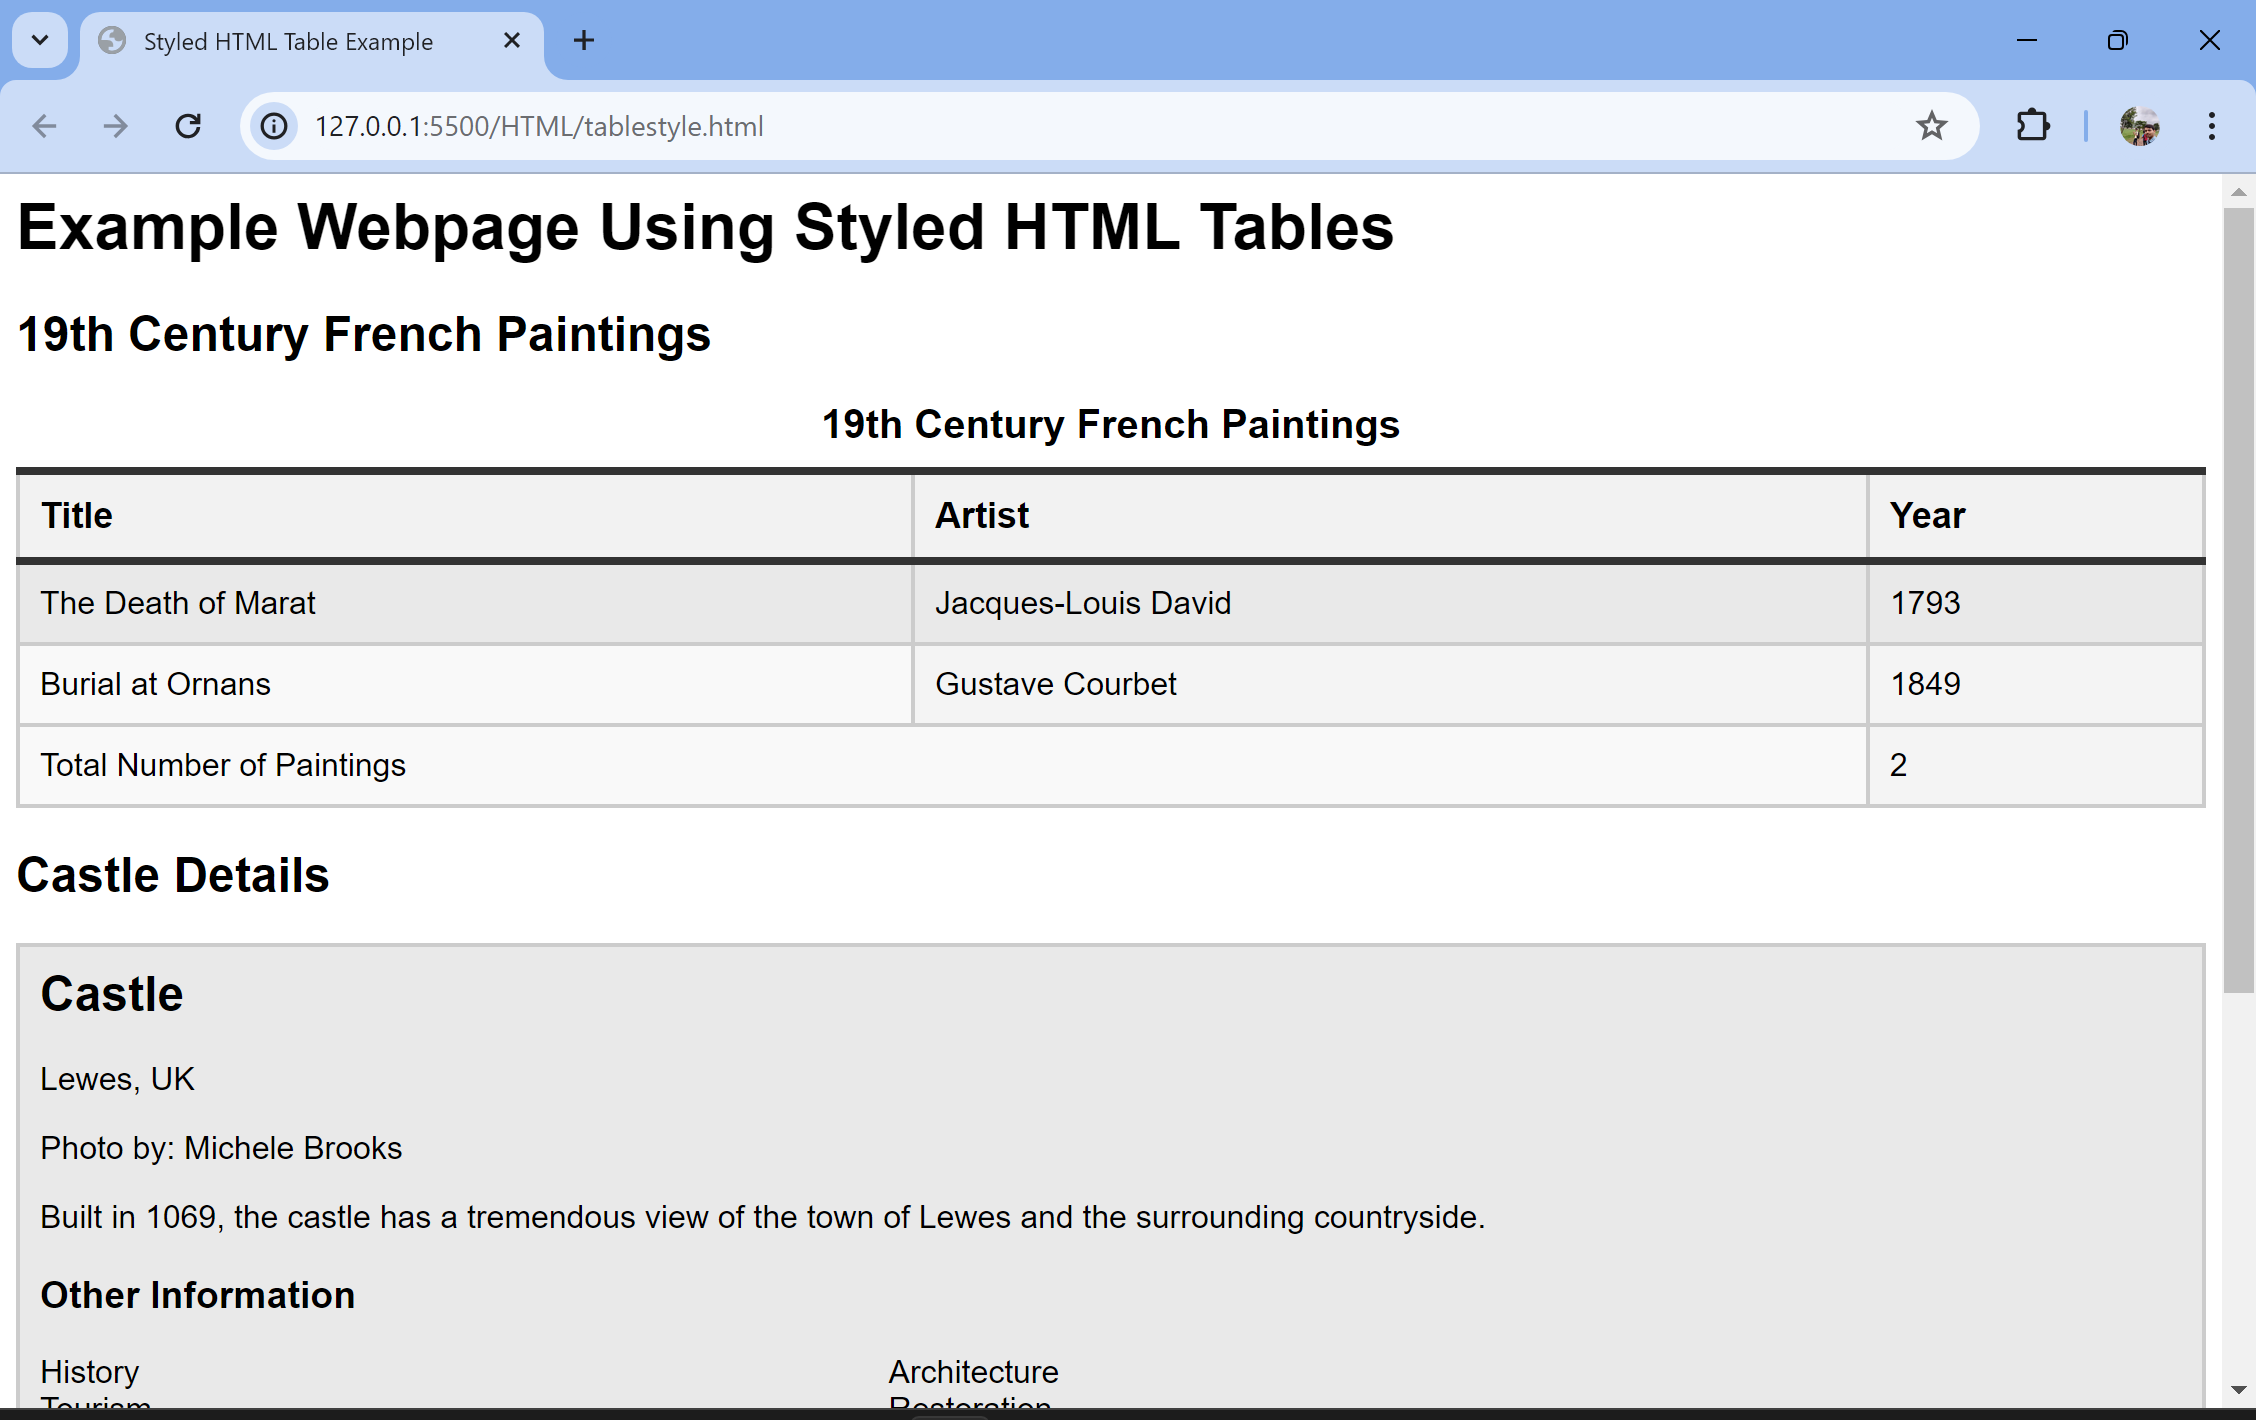 Styled HTML Table Example
127.0.0.1:5500/HTML/tablestyle.html
Example Webpage Using Styled HTML Tables
19th Century French Paintings
19th Century French Paintings
Title Artist Year
The Death of Marat Jacques-Louis David 1793
Burial at Ornans Gustave Courbet 1849
Total Number of Paintings 2
Castle Details
Castle
Lewes, UK
Photo by: Michele Brooks
Built in 1069, the castle has a tremendous view of the town of Lewes and the surrounding countryside.
Other Information
History Architecture
Tourism Restoration